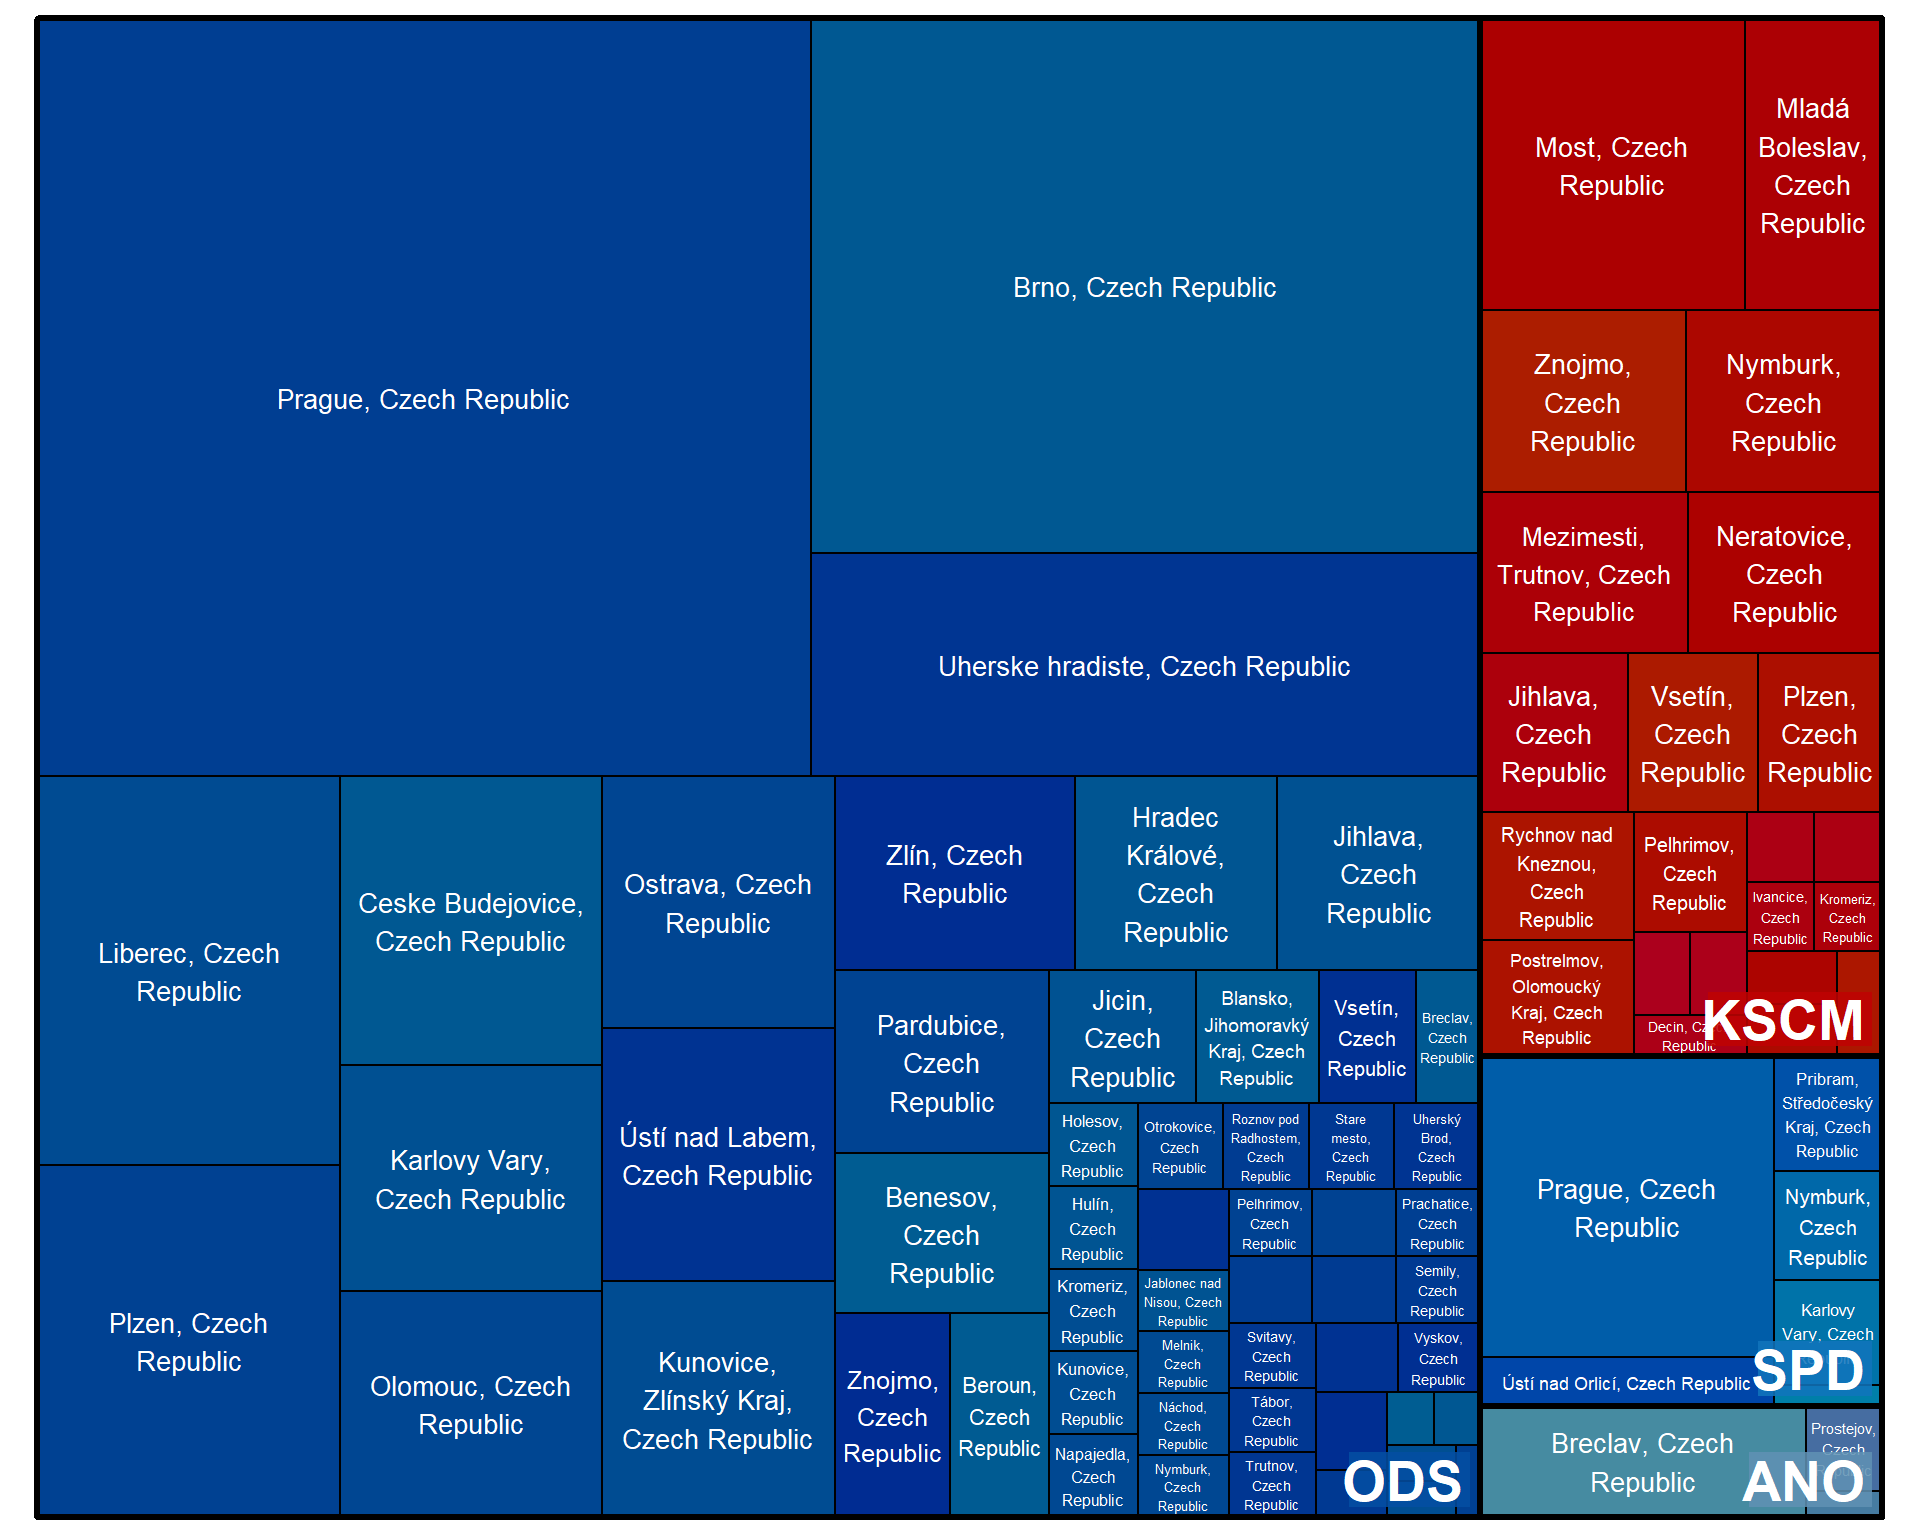 Prague, Czech Republic
Brno, Czech Republic
Uherske hradiste, Czech Republic
Liberec, Czech
Republic
Plzen, Czech
Republic
Ceske Budejovice,
Czech Republic
Karlovy Vary,
Czech Republic
Olomouc, Czech
Republic
Ostrava, Czech
Republic
Ústí nad Labem,
Czech Republic
Kunovice,
Zlínský Kraj,
Czech Republic
Zlín, Czech
Republic
Hradec
Králové,
Czech
Republic
Jihlava,
Czech
Republic
Pardubice,
Czech
Republic
Benesov,
Czech
Republic
Znojmo,
Czech
Republic
Beroun,
Czech
Republic
Jicin,
Czech
Republic
Blansko,
Jihomoravký
Kraj, Czech
Republic
Vsetín,
Czech
Republic
Breclav,
Czech
Republic
Holesov,
Czech
Republic
Hulín,
Czech
Republic
Kromeriz,
Czech
Republic
Kunovice,
Czech
Republic
Napajedla,
Czech
Republic
Otrokovice,
Czech
Republic
Roznov pod
Radhostem,
Czech
Republic
Stare
mesto,
Czech
Republic
Uherský
Brod,
Czech
Republic
Jablonec nad
Nisou, Czech
Republic
Melnik,
Czech
Republic
Náchod,
Czech
Republic
Nymburk,
Czech
Republic
Pelhrimov,
Czech
Republic
Prachatice,
Czech
Republic
Semily,
Czech
Republic
Svitavy,
Czech
Republic
Vyskov,
Czech
Republic
Tábor,
Czech
Republic
Trutnov,
Czech
Republic
ODS
Most, Czech
Republic
Mladá
Boleslav,
Czech
Republic
Znojmo,
Czech
Republic
Nymburk,
Czech
Republic
Mezimesti,
Trutnov, Czech
Republic
Neratovice,
Czech
Republic
Jihlava,
Czech
Republic
Vsetín,
Czech
Republic
Plzen,
Czech
Republic
Rychnov nad
Kneznou,
Czech
Republic
Postrelmov,
Olomoucký
Kraj, Czech
Republic
Pelhrimov,
Czech
Republic
Ivancice,
Czech
Republic
Kromeriz,
Czech
Republic
Decin, Czech
Republic
KSCM
Prague, Czech
Republic
Pribram,
Středočeský
Kraj, Czech
Republic
Nymburk,
Czech
Republic
Karlovy
Vary, Czech
Ústí nad Orlicí, Czech Republic
SPD
Breclav, Czech
Republic
Prostejov,
Czech
ANO